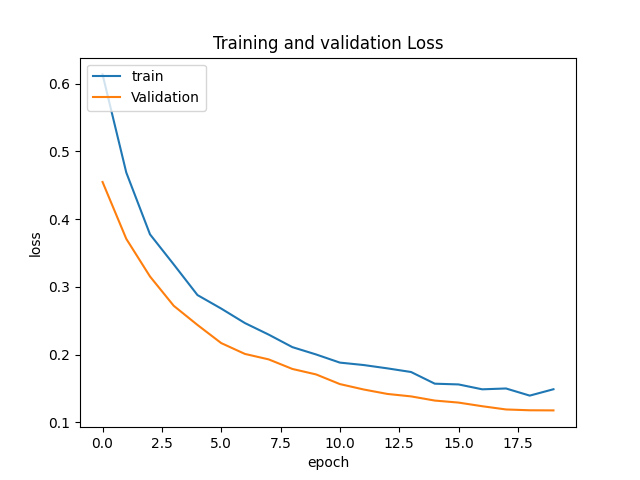 Training and validation Loss
train
Validation
0.6
0.5
0.4
0.3
0.2
0.1
loss
0.0 2.5 5.0 7.5 10.0 12.5 15.0 17.5
epoch